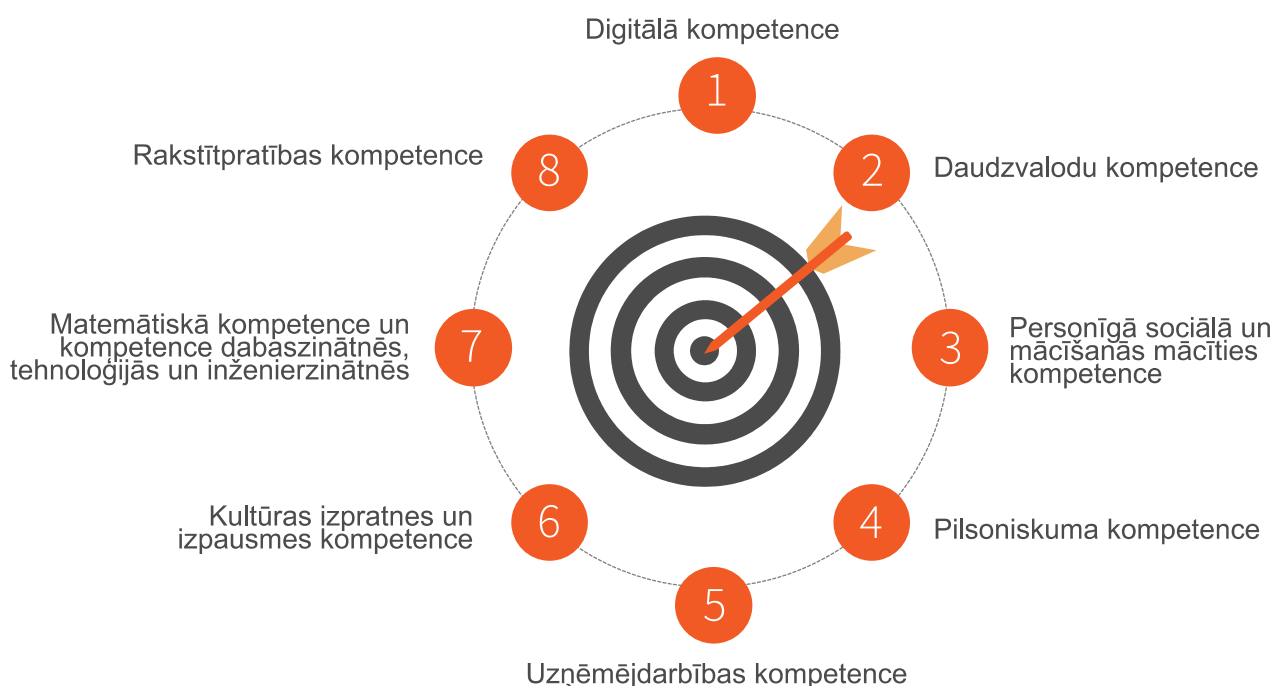 Digitālā kompetence
1
2
Daudzvalodu kompetence
3
Personīgā sociālā un
mācīšanās mācīties
kompetence
4
Pilsoniskuma kompetence
5
Uzņēmējdarbības kompetence
6
Kultūras izpratnes un
izpausmes kompetence
7
Matemātiskā kompetence un
kompetence dabaszinātnēs,
tehnoloģijās un inženierzinātnēs
8
Rakstītpratības kompetence